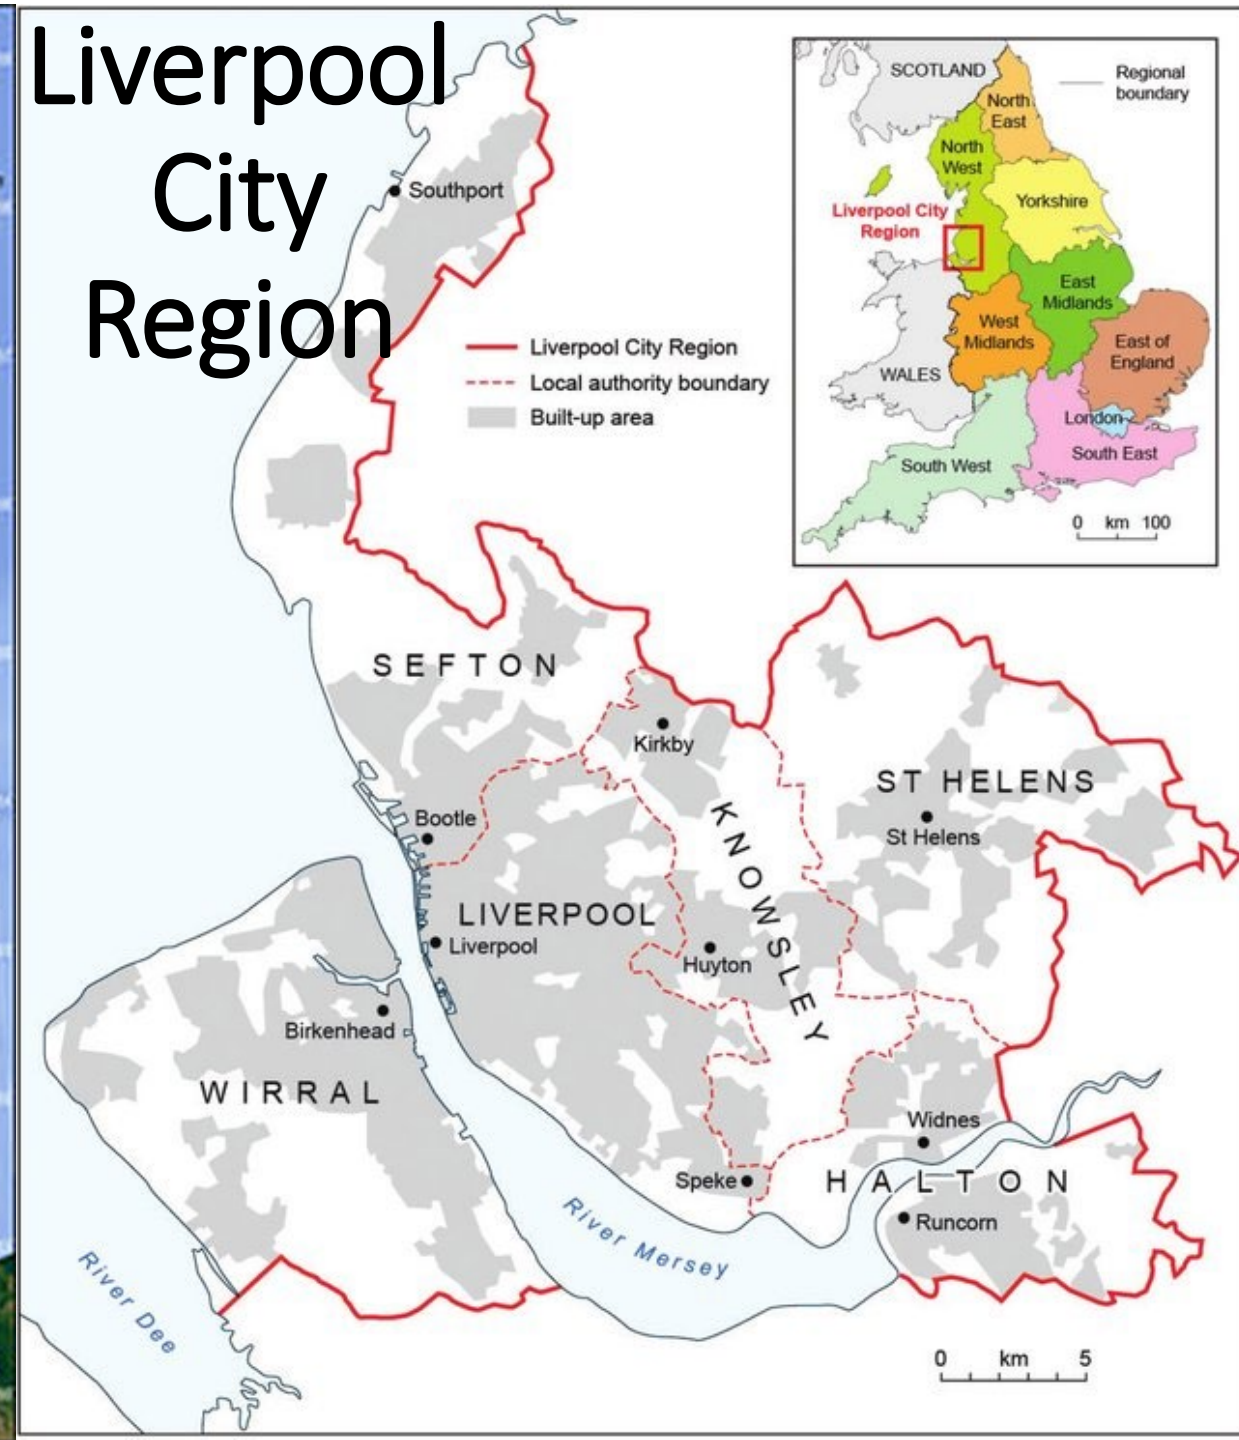 Liverpool
City
Region
SCOTLAND
Regional
boundary
North
East
North
West
Yorkshire
Liverpool City
Region
East
Midlands
West
Midlands
East of
England
WALES
London
South West
South East
0 km 100
Southport
Liverpool City Region
Local authority boundary
Built-up area
SEFTON
Kirkby
ST HELENS
St Helens
KNOWSLEY
Bootle
LIVERPOOL
Liverpool
Huyton
Birkenhead
WIRRAL
Widnes
Speke
HALTON
Runcorn
River Mersey
River Dee
0 km 5